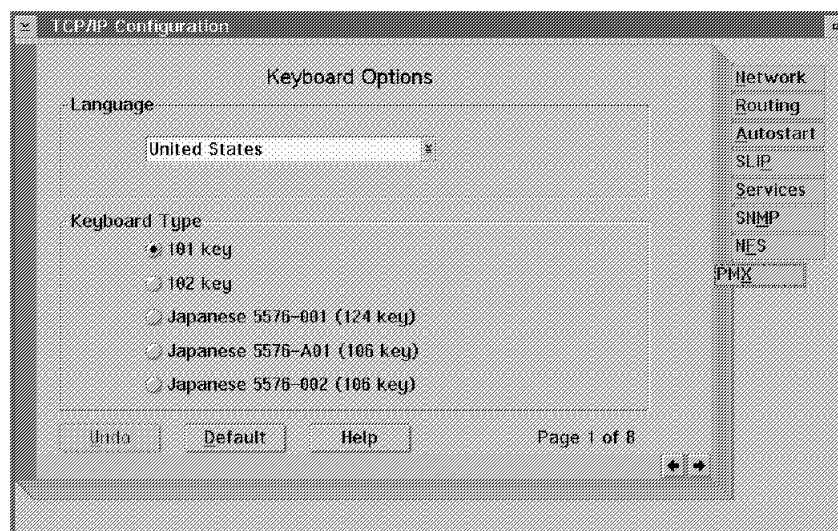 TCP/IP Configuration
Keyboard Options
Language
United States
Keyboard Type
101 key
102 key
Japanese 5576-001 (124 key)
Japanese 5576-A01 (106 key)
Japanese 5576-002 (106 key)
Undo
Default
Help
Page 1 of 8
Network
Routing
Autostart
SLIP
Services
SNMP
NFS
PMX